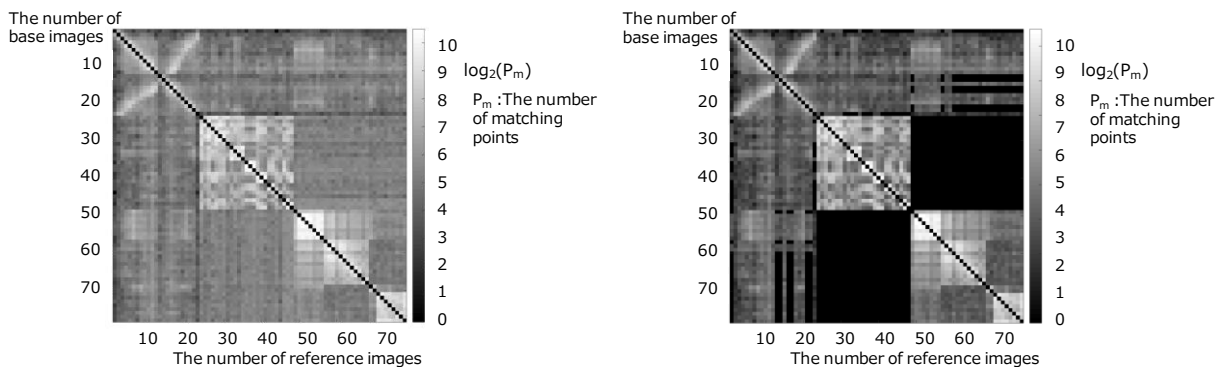 The number of
base images
10
20
30
40
50
60
70
10 20 30 40 50 60 70
The number of reference images
10
9
8
7
6
5
4
3
2
1
0
log₂(Pₘ)
Pₘ :The number
of matching
points
The number of
base images
10
20
30
40
50
60
70
10 20 30 40 50 60 70
The number of reference images
10
9
8
7
6
5
4
3
2
1
0
log₂(Pₘ)
Pₘ :The number
of matching
points